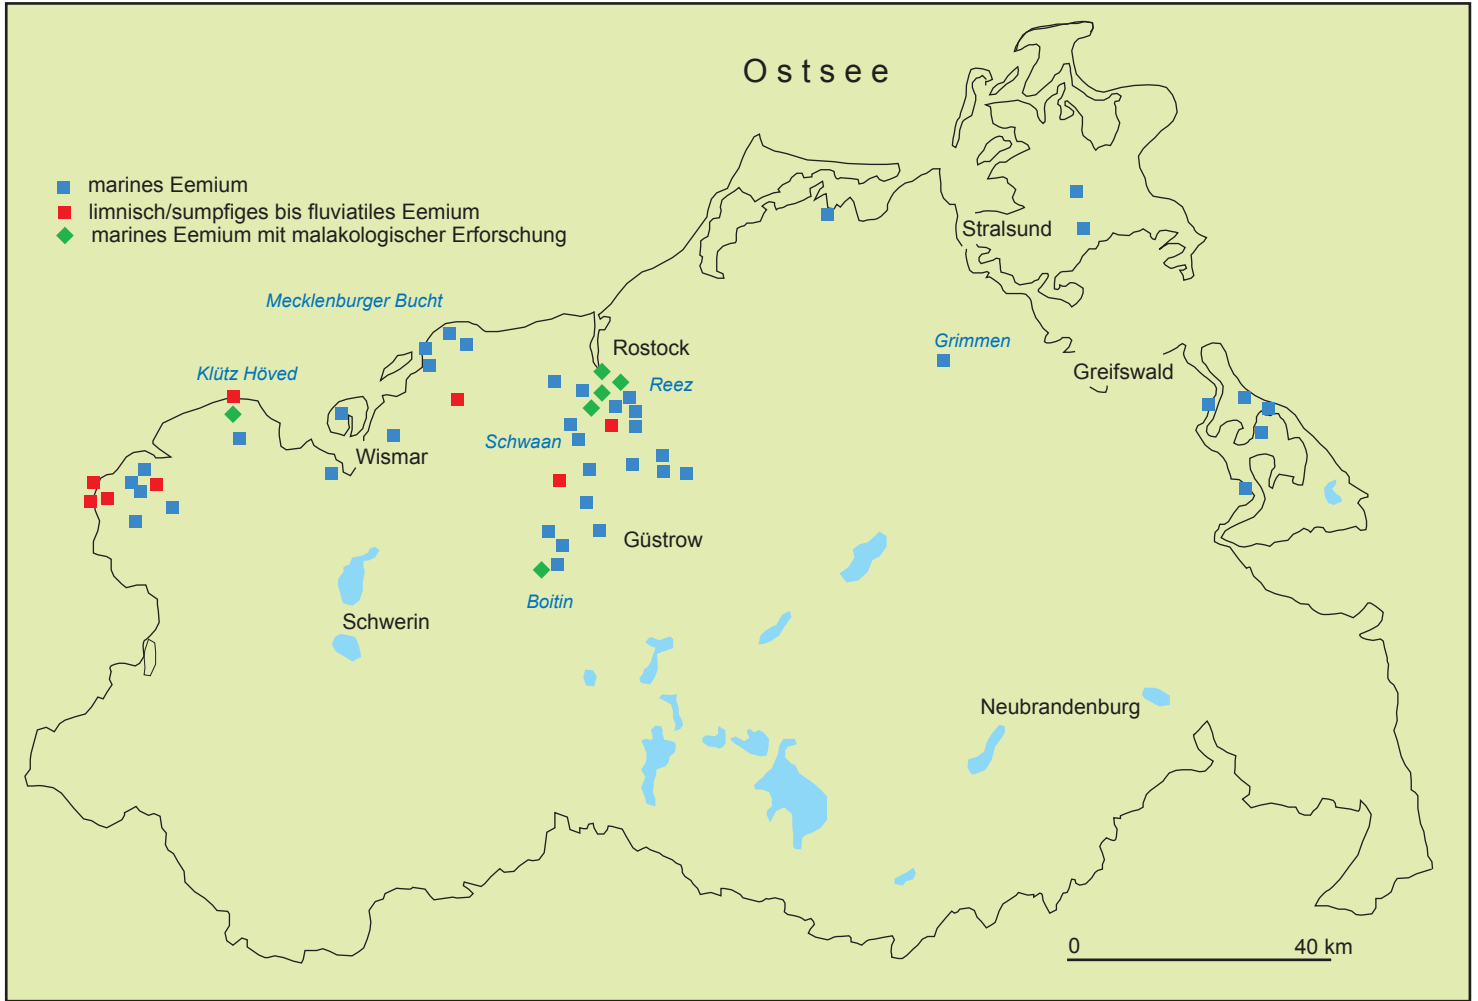 Ostsee
marines Eemium
limnisch/sumpfiges bis fluviatiles Eemium
marines Eemium mit malakologischer Erforschung
Stralsund
Mecklenburger Bucht
Rostock
Grimmen
Klütz Höved
Reez
Greifswald
Schwaan
Wismar
Güstrow
Boitin
Schwerin
Neubrandenburg
0 40 km